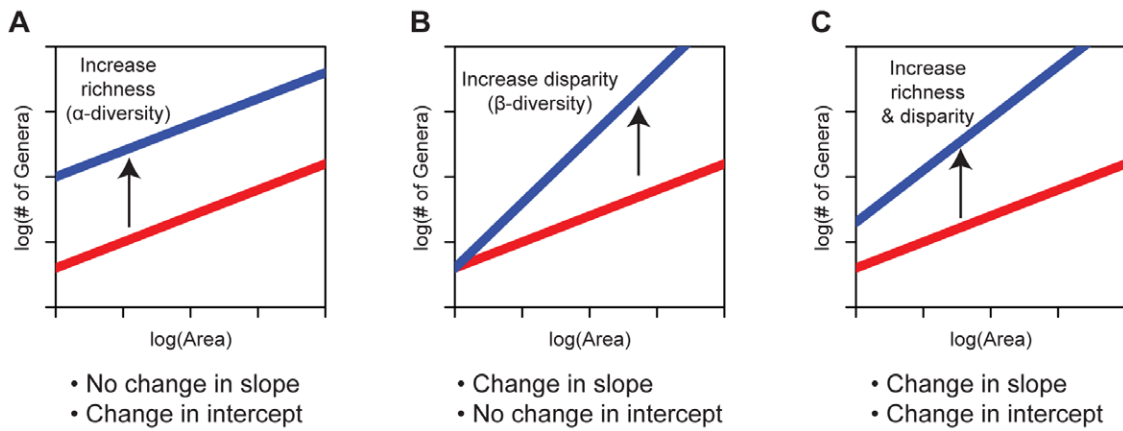 A
Increase
richness
(α-diversity)
log(# of Genera)
log(Area)
• No change in slope
• Change in intercept
B
Increase disparity
(β-diversity)
log(# of Genera)
log(Area)
• Change in slope
• No change in intercept
C
Increase
richness
& disparity
log(# of Genera)
log(Area)
• Change in slope
• Change in intercept